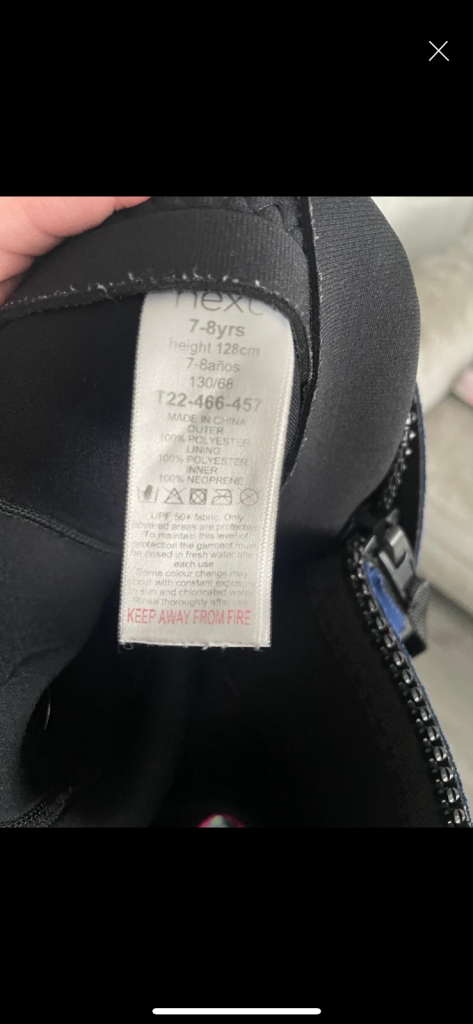 next
7-8yrs
height 128cm
7-8años
130/68
T22-466-457
MADE IN CHINA
OUTER
100% POLYESTER
LINING
100% POLYESTER
INNER
100% NEOPRENE
UPF 50+ fabric. Only
covered areas are protected
To maintain this level of
protection the garment must
be rinsed in fresh water after
each use
Some colour change may
occur with constant exposure
to sun and chlorinated water
Rinse thoroughly after use
KEEP AWAY FROM FIRE